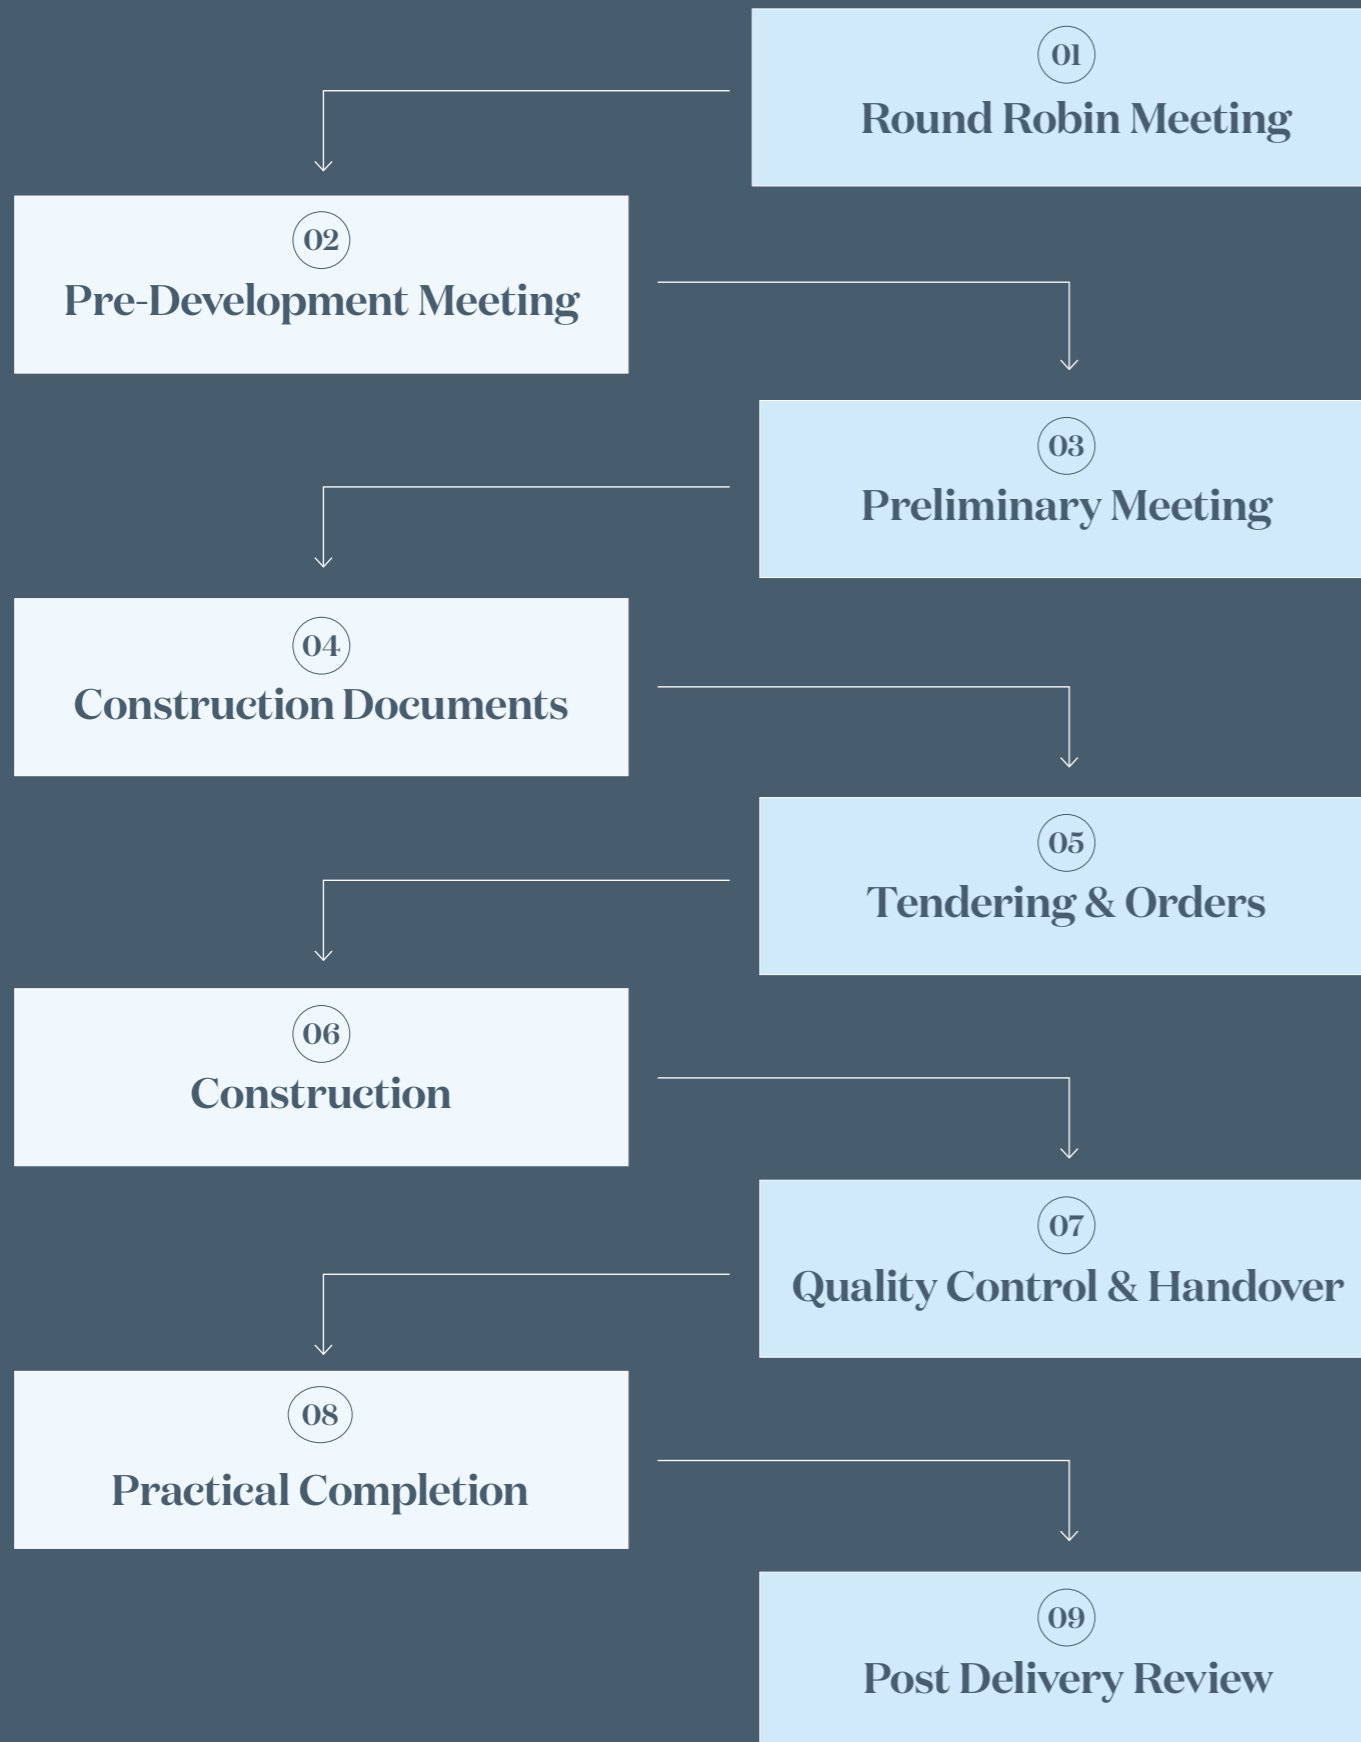 01
Round Robin Meeting
02
Pre-Development Meeting
03
Preliminary Meeting
04
Construction Documents
05
Tendering & Orders
06
Construction
07
Quality Control & Handover
08
Practical Completion
09
Post Delivery Review